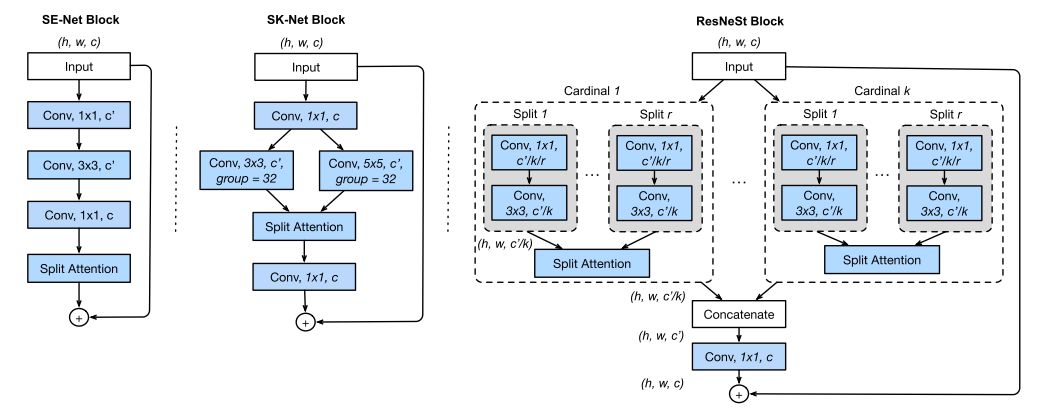 SE-Net Block
(h, w, c)
Input
Conv, 1x1, c'
Conv, 3x3, c'
Conv, 1x1, c
Split Attention
+
SK-Net Block
(h, w, c)
Input
Conv, 1x1, c
Conv, 3x3, c',
group = 32
Conv, 5x5, c',
group = 32
Split Attention
Conv, 1x1, c
+
ResNeSt Block
(h, w, c)
Input
Cardinal 1
Split 1
Conv, 1x1,
c'/k/r
Conv,
3x3, c'/k
...
Split r
Conv, 1x1,
c'/k/r
Conv,
3x3, c'/k
(h, w, c'/k)
Split Attention
...
Cardinal k
Split 1
Conv, 1x1,
c'/k/r
Conv,
3x3, c'/k
...
Split r
Conv, 1x1,
c'/k/r
Conv,
3x3, c'/k
Split Attention
(h, w, c'/k)
Concatenate
(h, w, c')
Conv, 1x1, c
(h, w, c)
+